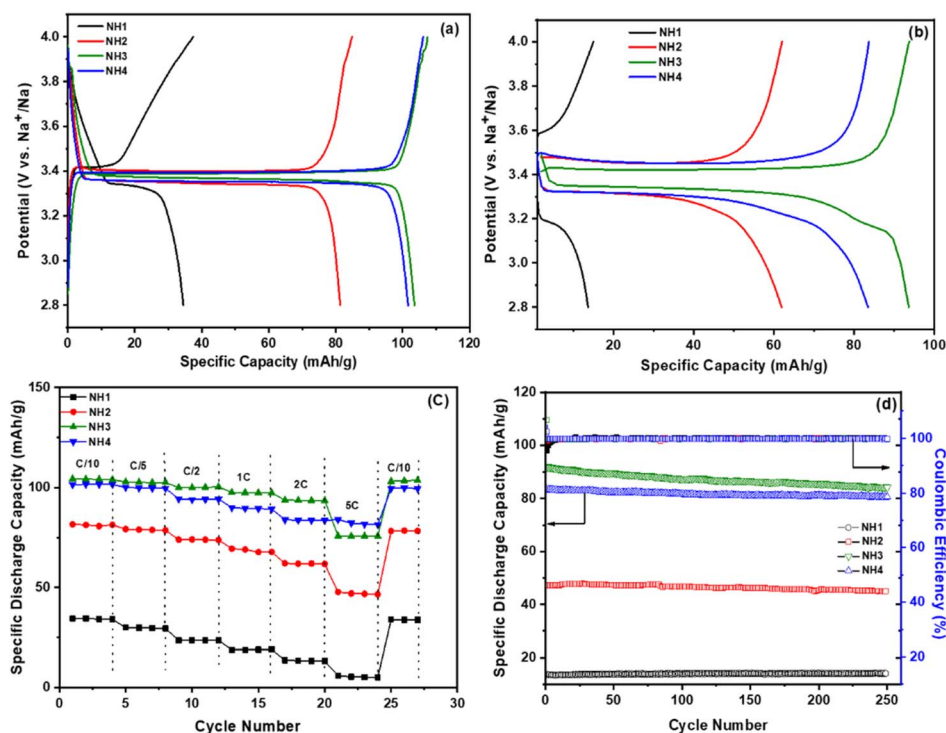 (a)
NH1
NH2
NH3
NH4
4.0
3.8
3.6
3.4
3.2
3.0
2.8
0 20 40 60 80 100 120
Potential (V vs. Na⁺/Na)
Specific Capacity (mAh/g)
(b)
NH1
NH2
NH3
NH4
4.0
3.8
3.6
3.4
3.2
3.0
2.8
20 40 60 80 100
Potential (V vs. Na⁺/Na)
Specific Capacity (mAh/g)
(C)
NH1
NH2
NH3
NH4
C/10 C/5 C/2 1C 2C 5C C/10
150
100
50
0
0 5 10 15 20 25 30
Specific Discharge Capacity (mAh/g)
Cycle Number
(d)
120
100
80
60
40
20
100
90
80
70
60
50
40
30
20
10
NH1
NH2
NH3
NH4
0 50 100 150 200 250
Specific Discharge Capacity (mAh/g)
Coulombic Efficiency (%)
Cycle Number